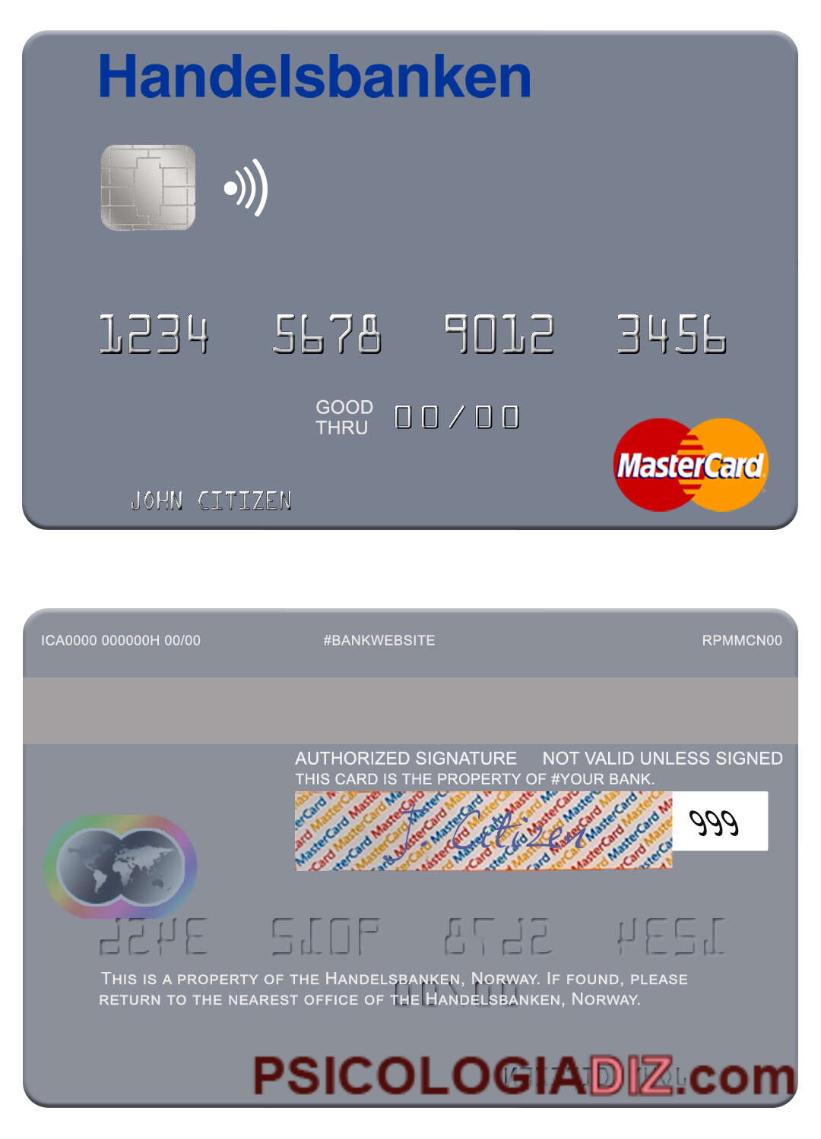 Handelsbanken
1234 5678 9012 3456
GOOD THRU 00/00
MasterCard
JOHN CITIZEN
ICA0000 000000H 00/00 #BANKWEBSITE RPMMCN00
AUTHORIZED SIGNATURE NOT VALID UNLESS SIGNED
THIS CARD IS THE PROPERTY OF #YOUR BANK.
J. Citizen 999
THIS IS A PROPERTY OF THE HANDELSBANKEN, NORWAY. IF FOUND, PLEASE
RETURN TO THE NEAREST OFFICE OF THE HANDELSBANKEN, NORWAY.
PSICOLOGIADIZ.com